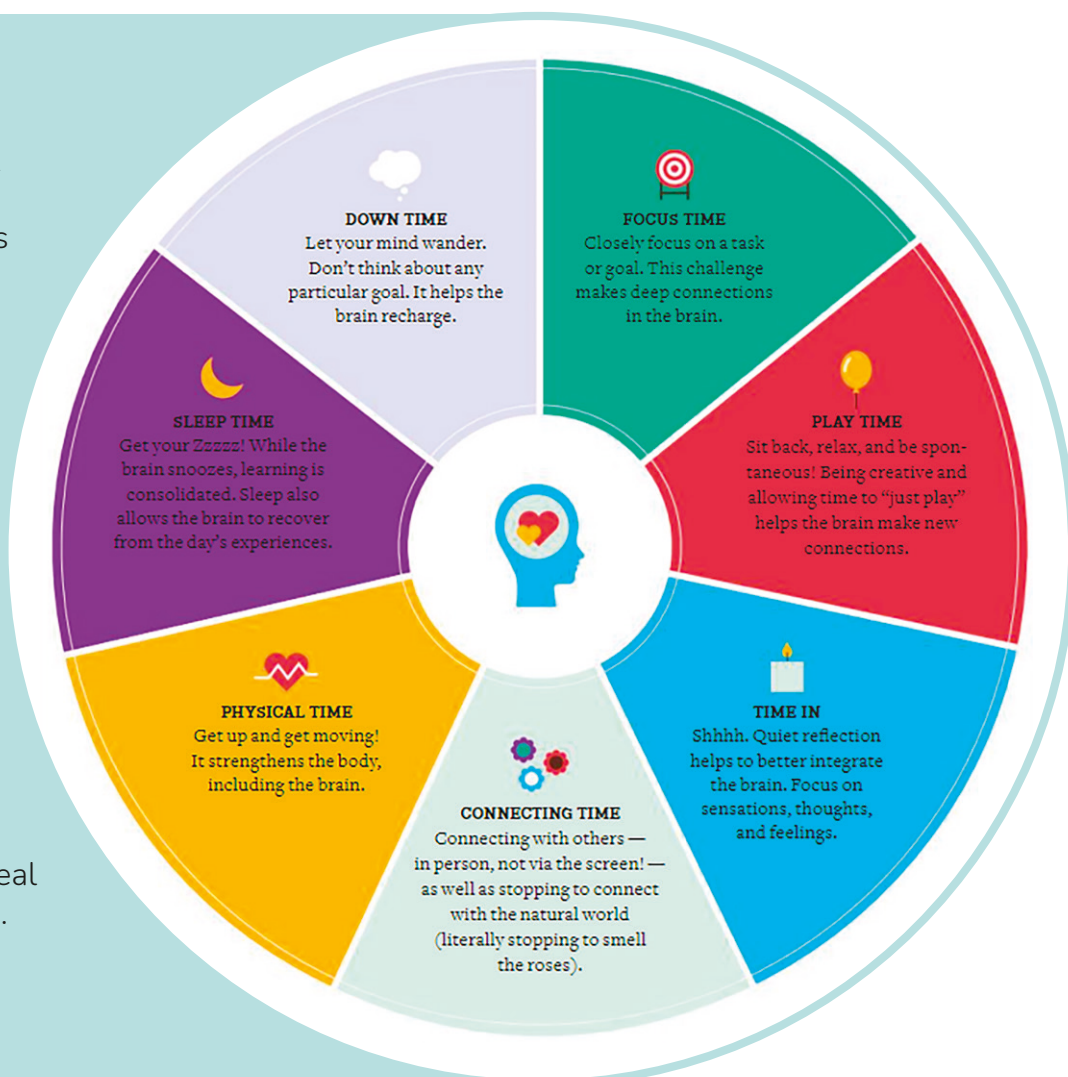 s
eal
.
DOWN TIME
Let your mind wander.
Don’t think about any
particular goal. It helps the
brain recharge.
FOCUS TIME
Closely focus on a task
or goal. This challenge
makes deep connections
in the brain.
PLAY TIME
Sit back, relax, and be spon-
taneous! Being creative and
allowing time to “just play”
helps the brain make new
connections.
TIME IN
Shhhh. Quiet reflection
helps to better integrate
the brain. Focus on
sensations, thoughts,
and feelings.
CONNECTING TIME
Connecting with others —
in person, not via the screen! —
as well as stopping to connect
with the natural world
(literally stopping to smell
the roses).
PHYSICAL TIME
Get up and get moving!
It strengthens the body,
including the brain.
SLEEP TIME
Get your Zzzzz! While the
brain snoozes, learning is
consolidated. Sleep also
allows the brain to recover
from the day’s experiences.